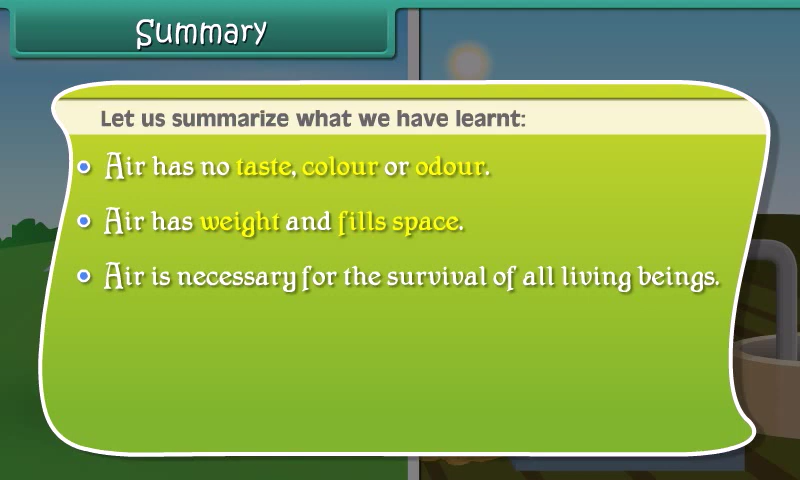 Summary
Let us summarize what we have learnt:
Air has no taste, colour or odour.
Air has weight and fills space.
Air is necessary for the survival of all living beings.